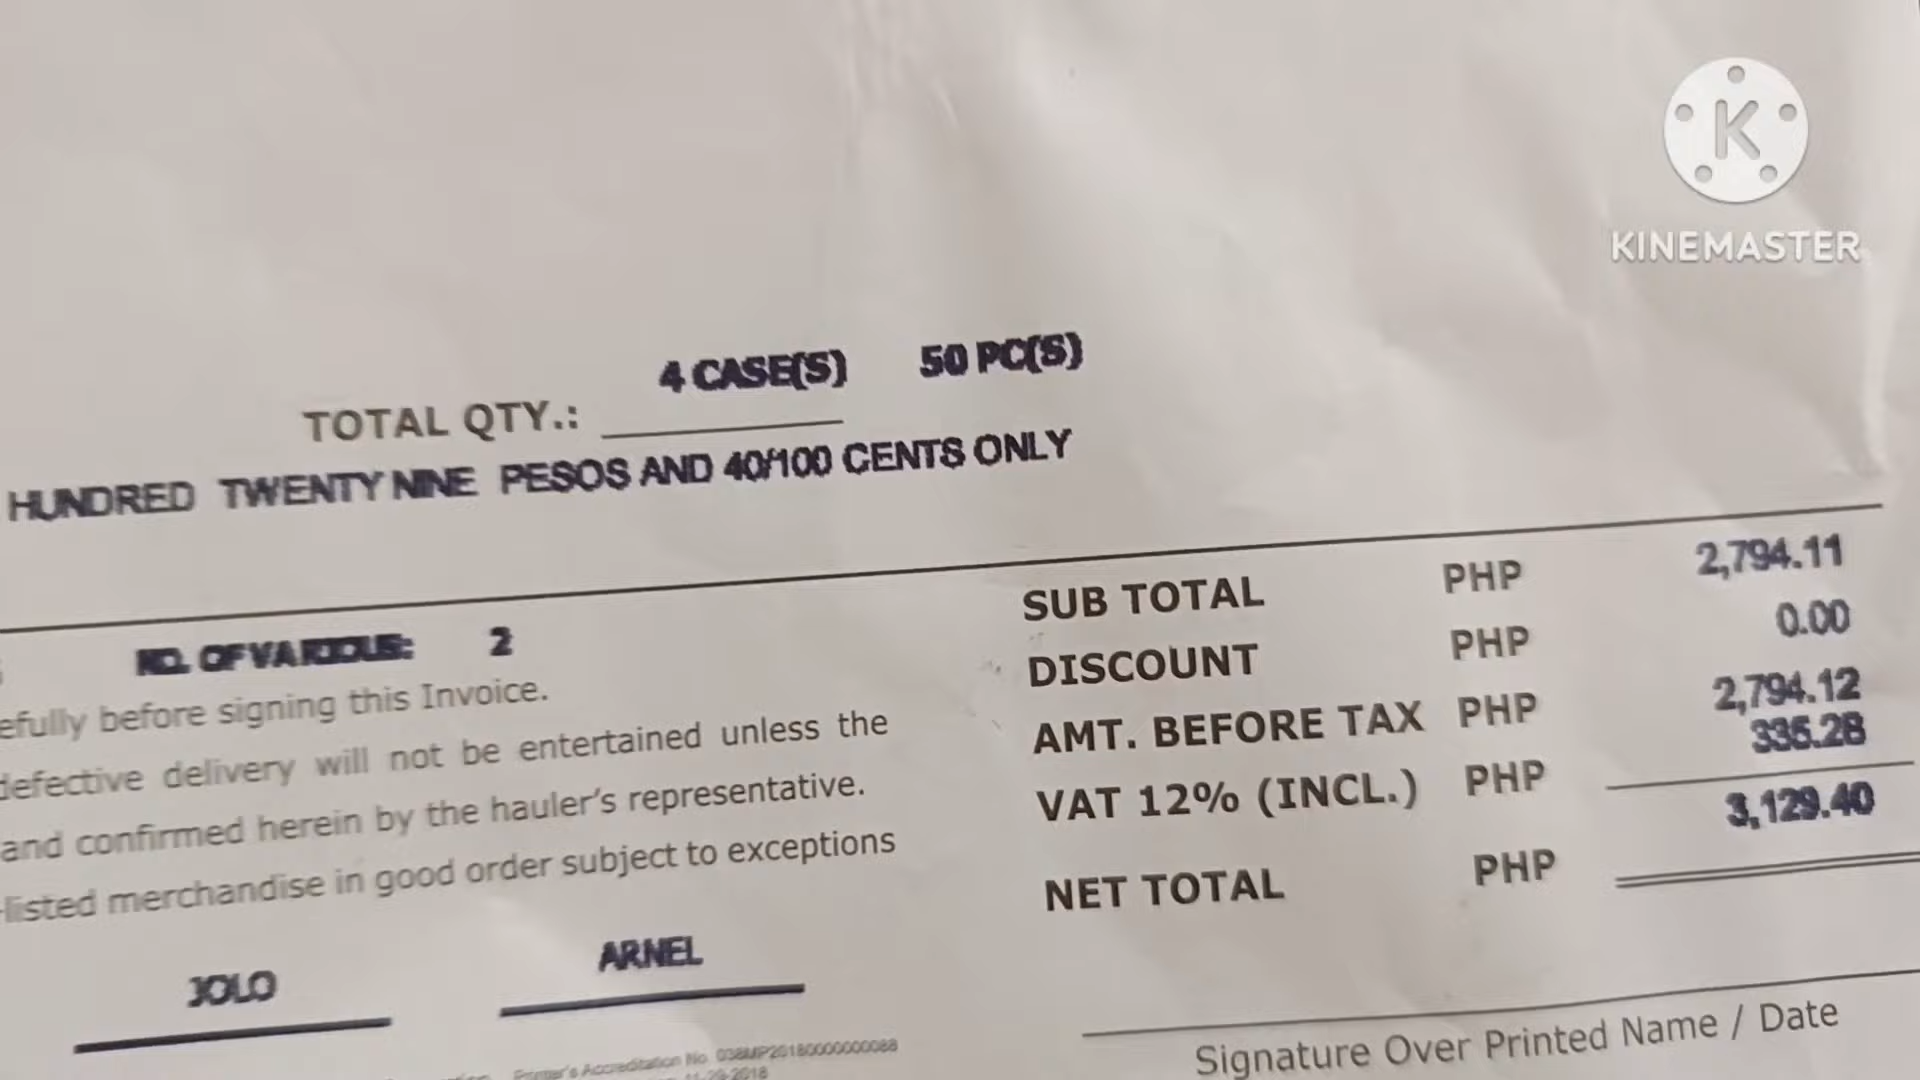 KINEMASTER
4 CASE(S) 50 PC(S)
TOTAL QTY.:
HUNDRED TWENTY NINE PESOS AND 40/100 CENTS ONLY
SUB TOTAL PHP 2,794.11
DISCOUNT PHP 0.00
AMT. BEFORE TAX PHP 2,794.12
VAT 12% (INCL.) PHP 335.28
NET TOTAL PHP 3,129.40
NO. OF VARIOUS: 2
efully before signing this Invoice.
defective delivery will not be entertained unless the
and confirmed herein by the hauler's representative.
-listed merchandise in good order subject to exceptions
JOLO ARNEL
Signature Over Printed Name / Date
Printer's Accreditation No. 038MP20180000000088
11-29-2018